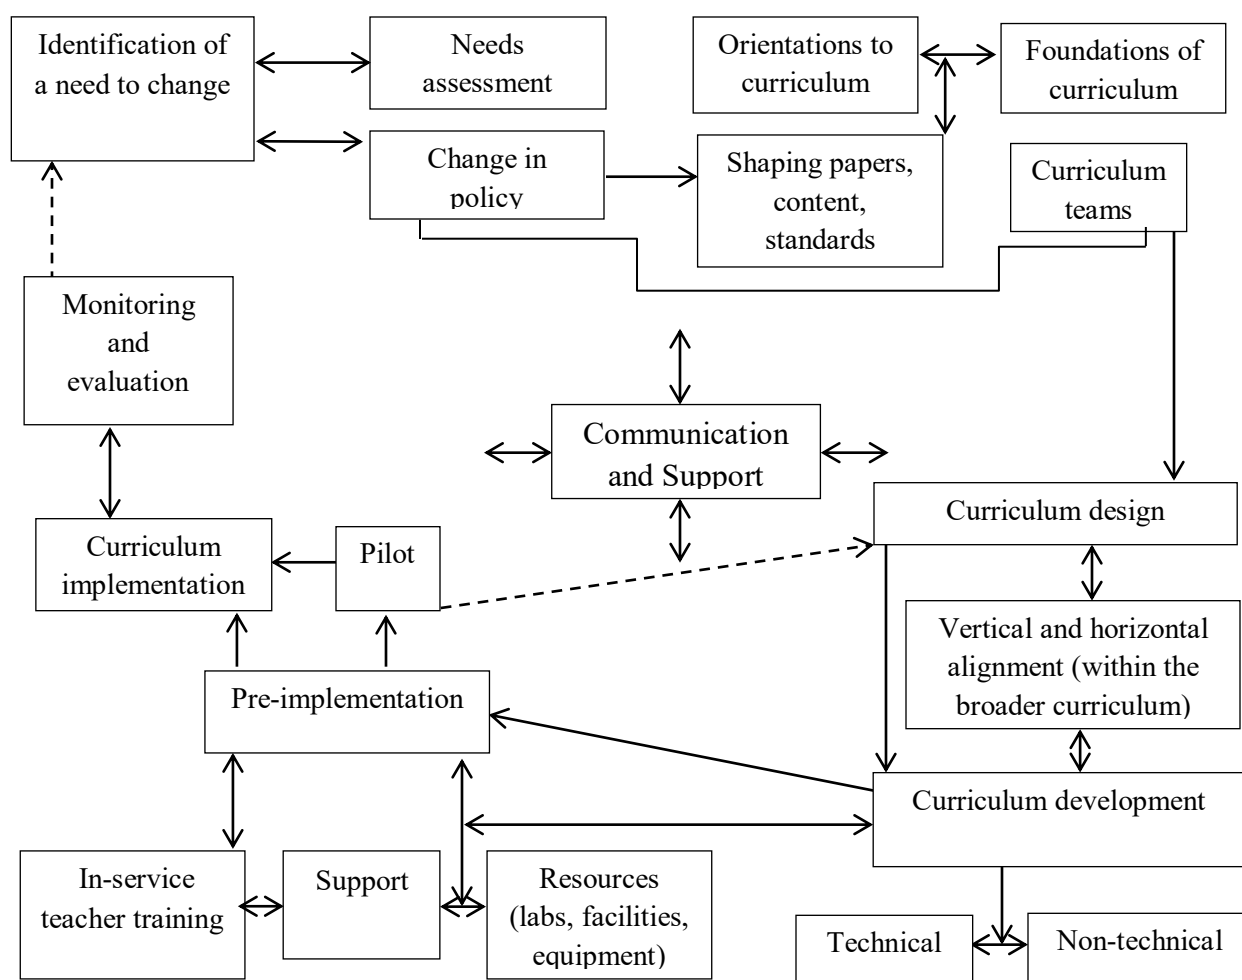 Identification of
a need to change
Needs
assessment
Orientations to
curriculum
Foundations of
curriculum
Change in
policy
Shaping papers,
content,
standards
Curriculum
teams
Monitoring
and
evaluation
Communication
and Support
Curriculum design
Curriculum
implementation
Pilot
Vertical and horizontal
alignment (within the
broader curriculum)
Pre-implementation
Curriculum development
In-service
teacher training
Support
Resources
(labs, facilities,
equipment)
Technical
Non-technical